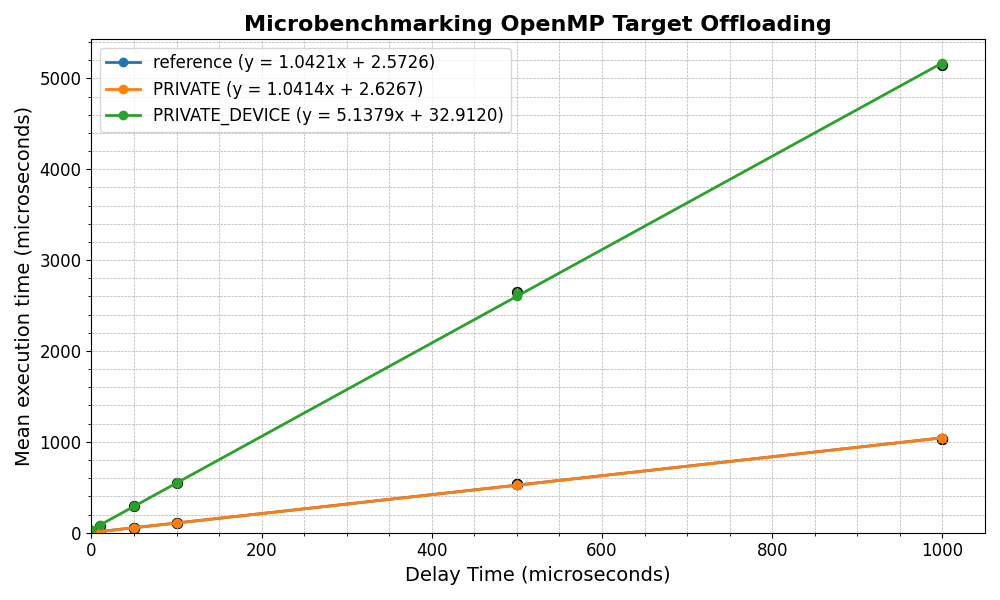 Microbenchmarking OpenMP Target Offloading
reference (y = 1.0421x + 2.5726)
PRIVATE (y = 1.0414x + 2.6267)
PRIVATE_DEVICE (y = 5.1379x + 32.9120)
Mean execution time (microseconds)
5000
4000
3000
2000
1000
0
0 200 400 600 800 1000
Delay Time (microseconds)